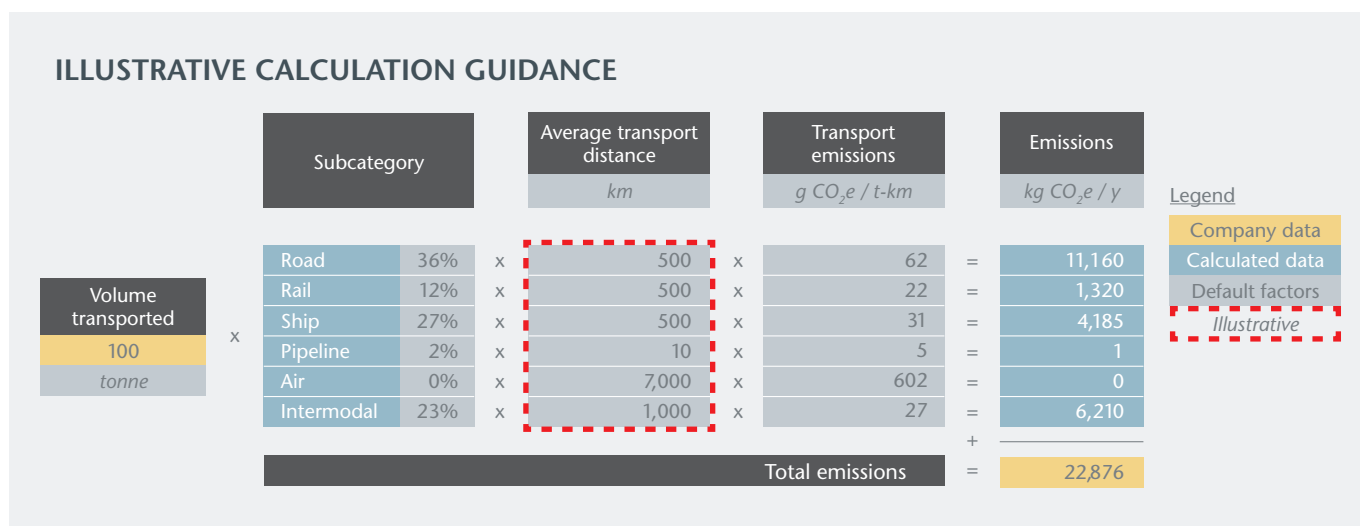 ILLUSTRATIVE CALCULATION GUIDANCE
Subcategory
Average transport
distance
km
Transport
emissions
g CO₂e / t-km
Emissions
kg CO₂e / y
Legend
Company data
Calculated data
Default factors
Illustrative
Volume
transported
100
tonne
x
Road 36% x 500 x 62 = 11,160
Rail 12% x 500 x 22 = 1,320
Ship 27% x 500 x 31 = 4,185
Pipeline 2% x 10 x 5 = 1
Air 0% x 7,000 x 602 = 0
Intermodal 23% x 1,000 x 27 = 6,210
+
Total emissions = 22,876